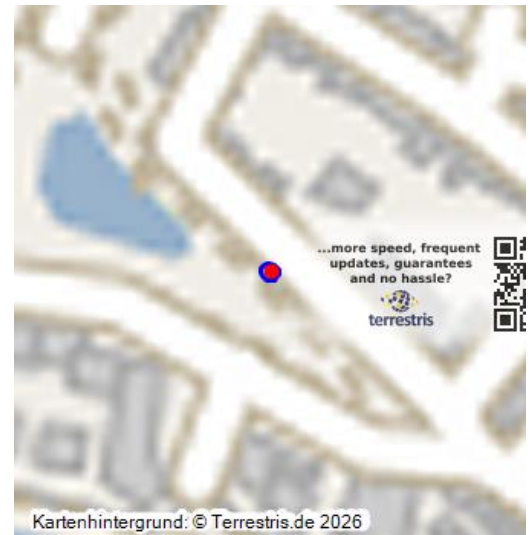 ...more speed, frequent
updates, guarantees
and no hassle?
terrestris
Kartenhintergrund: © Terrestris.de 2026